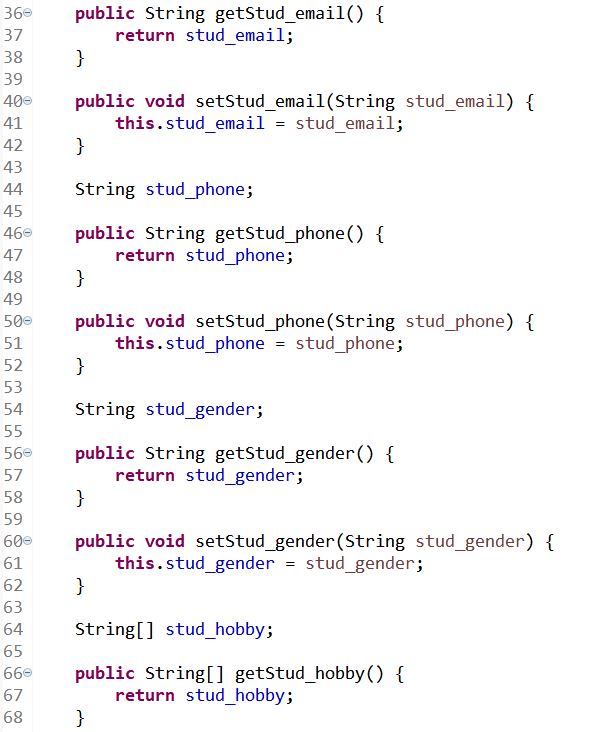 36 public String getStud_email() {
37 return stud_email;
38 }
39
40 public void setStud_email(String stud_email) {
41 this.stud_email = stud_email;
42 }
43
44 String stud_phone;
45
46 public String getStud_phone() {
47 return stud_phone;
48 }
49
50 public void setStud_phone(String stud_phone) {
51 this.stud_phone = stud_phone;
52 }
53
54 String stud_gender;
55
56 public String getStud_gender() {
57 return stud_gender;
58 }
59
60 public void setStud_gender(String stud_gender) {
61 this.stud_gender = stud_gender;
62 }
63
64 String[] stud_hobby;
65
66 public String[] getStud_hobby() {
67 return stud_hobby;
68 }